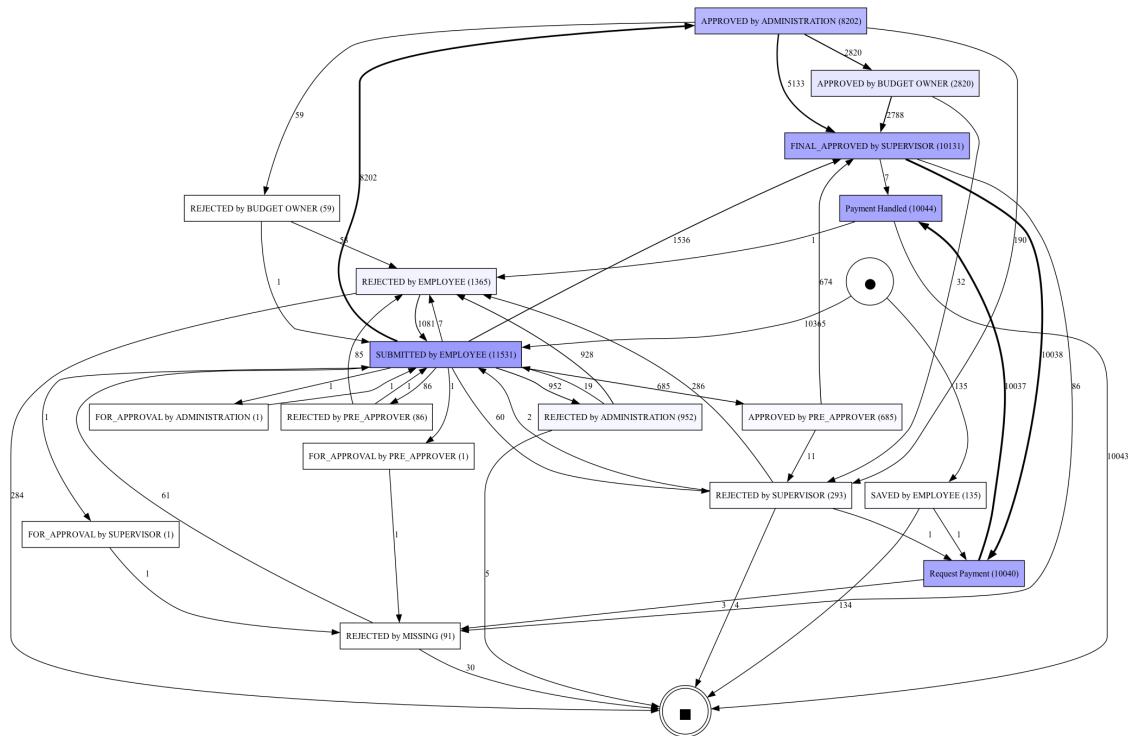 APPROVED by ADMINISTRATION (8202)
2820
59
5133
APPROVED by BUDGET OWNER (2820)
2788
FINAL_APPROVED by SUPERVISOR (10131)
8202
7
REJECTED by BUDGET OWNER (59)
Payment Handled (10044)
58
1536
1
190
REJECTED by EMPLOYEE (1365)
1
674
32
1081
7
10365
SUBMITTED by EMPLOYEE (11531)
85
928
10038
1
1
86
1
952
19
685
286
135
10037
86
1
FOR_APPROVAL by ADMINISTRATION (1)
REJECTED by PRE_APPROVER (86)
60
2
REJECTED by ADMINISTRATION (952)
APPROVED by PRE_APPROVER (685)
FOR_APPROVAL by PRE_APPROVER (1)
11
10043
284
61
REJECTED by SUPERVISOR (293)
SAVED by EMPLOYEE (135)
FOR_APPROVAL by SUPERVISOR (1)
1
1
1
1
5
Request Payment (10040)
3
4
134
REJECTED by MISSING (91)
30